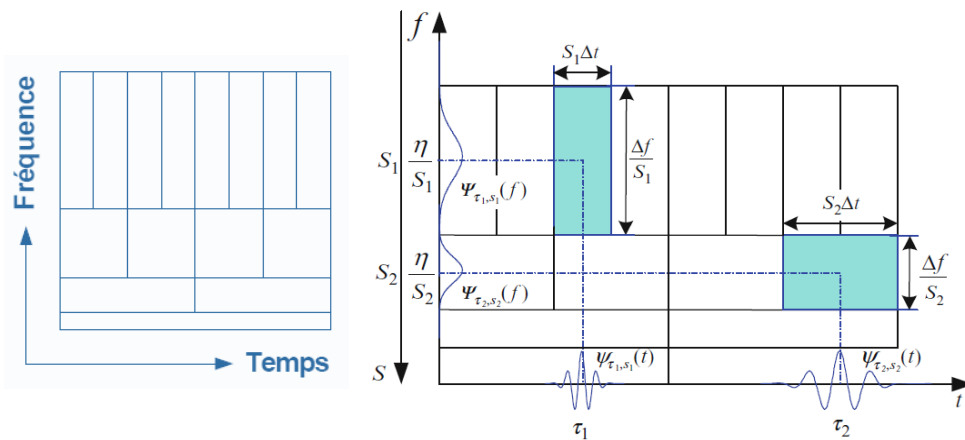 Fréquence
Temps
f
S₁Δt
S₁ η/S₁
Ψτ₁,s₁(f)
Δf/S₁
S₂Δt
S₂ η/S₂
Ψτ₂,s₂(f)
Δf/S₂
S
ψτ₁,s₁(t)
ψτ₂,s₂(t)
τ₁
τ₂
t